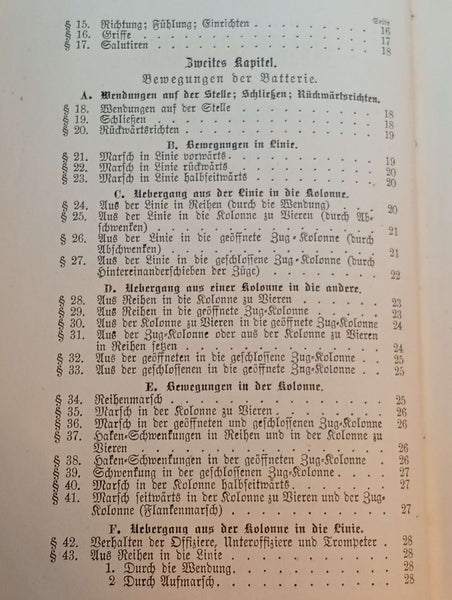 Seite
§ 15. Richtung; Fühlung; Einrichten . . . . . . . 16
§ 16. Griffe . . . . . . . . . . . . . . 17
§ 17. Salutiren . . . . . . . . . . . . . 18
Zweites Kapitel.
Bewegungen der Batterie.
A. Wendungen auf der Stelle; Schließen; Rückwärtsrichten.
§ 18. Wendungen auf der Stelle . . . . . . . . 18
§ 19. Schließen . . . . . . . . . . . . . 18
§ 20. Rückwärtsrichten . . . . . . . . . . . 19
B. Bewegungen in Linie.
§ 21. Marsch in Linie vorwärts . . . . . . . . . 19
§ 22. Marsch in Linie rückwärts . . . . . . . . 20
§ 23. Marsch in Linie halbseitwärts . . . . . . . 20
C. Uebergang aus der Linie in die Kolonne.
§ 24. Aus der Linie in Reihen (durch die Wendung) . . 20
§ 25. Aus der Linie in die Kolonne zu Vieren (durch Ab-
schwenken) . . . . . . . . . . . . . 21
§ 26. Aus der Linie in die geöffnete Zug-Kolonne (durch
Abschwenken) . . . . . . . . . . . . 21
§ 27. Aus der Linie in die geschlossene Zug-Kolonne (durch
Hintereinanderschieben der Züge) . . . . . . 22
D. Uebergang aus einer Kolonne in die andere.
§ 28. Aus Reihen in die Kolonne zu Vieren . . . . . 23
§ 29. Aus Reihen in die geöffnete Zug-Kolonne . . . . 23
§ 30. Aus der Kolonne zu Vieren in die geöffnete Zug-Kolonne 24
§ 31. Aus der Zug-Kolonne oder aus der Kolonne zu Vieren
in Reihen setzen . . . . . . . . . . . 24
§ 32. Aus der geöffneten in die geschlossene Zug-Kolonne . . 25
§ 33. Aus der geschlossenen in die geöffnete Zug-Kolonne . . 25
E. Bewegungen in der Kolonne.
§ 34. Reihenmarsch . . . . . . . . . . . . 25
§ 35. Marsch in der Kolonne zu Vieren . . . . . . 26
§ 36. Marsch in der geöffneten und geschlossenen Zug-Kolonne 26
§ 37. Haken-Schwenkungen in Reihen und in der Kolonne zu
Vieren . . . . . . . . . . . . . . 26
§ 38. Haken-Schwenkungen in der geöffneten Zug-Kolonne . 26
§ 39. Schwenkung in der geschlossenen Zug-Kolonne . . . 27
§ 40. Marsch in der Kolonne halbseitwärts . . . . . 27
§ 41. Marsch seitwärts in der Kolonne zu Vieren und der Zug-
Kolonne (Flankenmarsch) . . . . . . . . . 27
F. Uebergang aus der Kolonne in die Linie.
§ 42. Verhalten der Offiziere, Unteroffiziere und Trompeter . 28
§ 43. Aus Reihen in die Linie . . . . . . . . . 28
1. Durch die Wendung . . . . . . . . . 28
2 Durch Aufmarsch . . . . . . . . . . 28